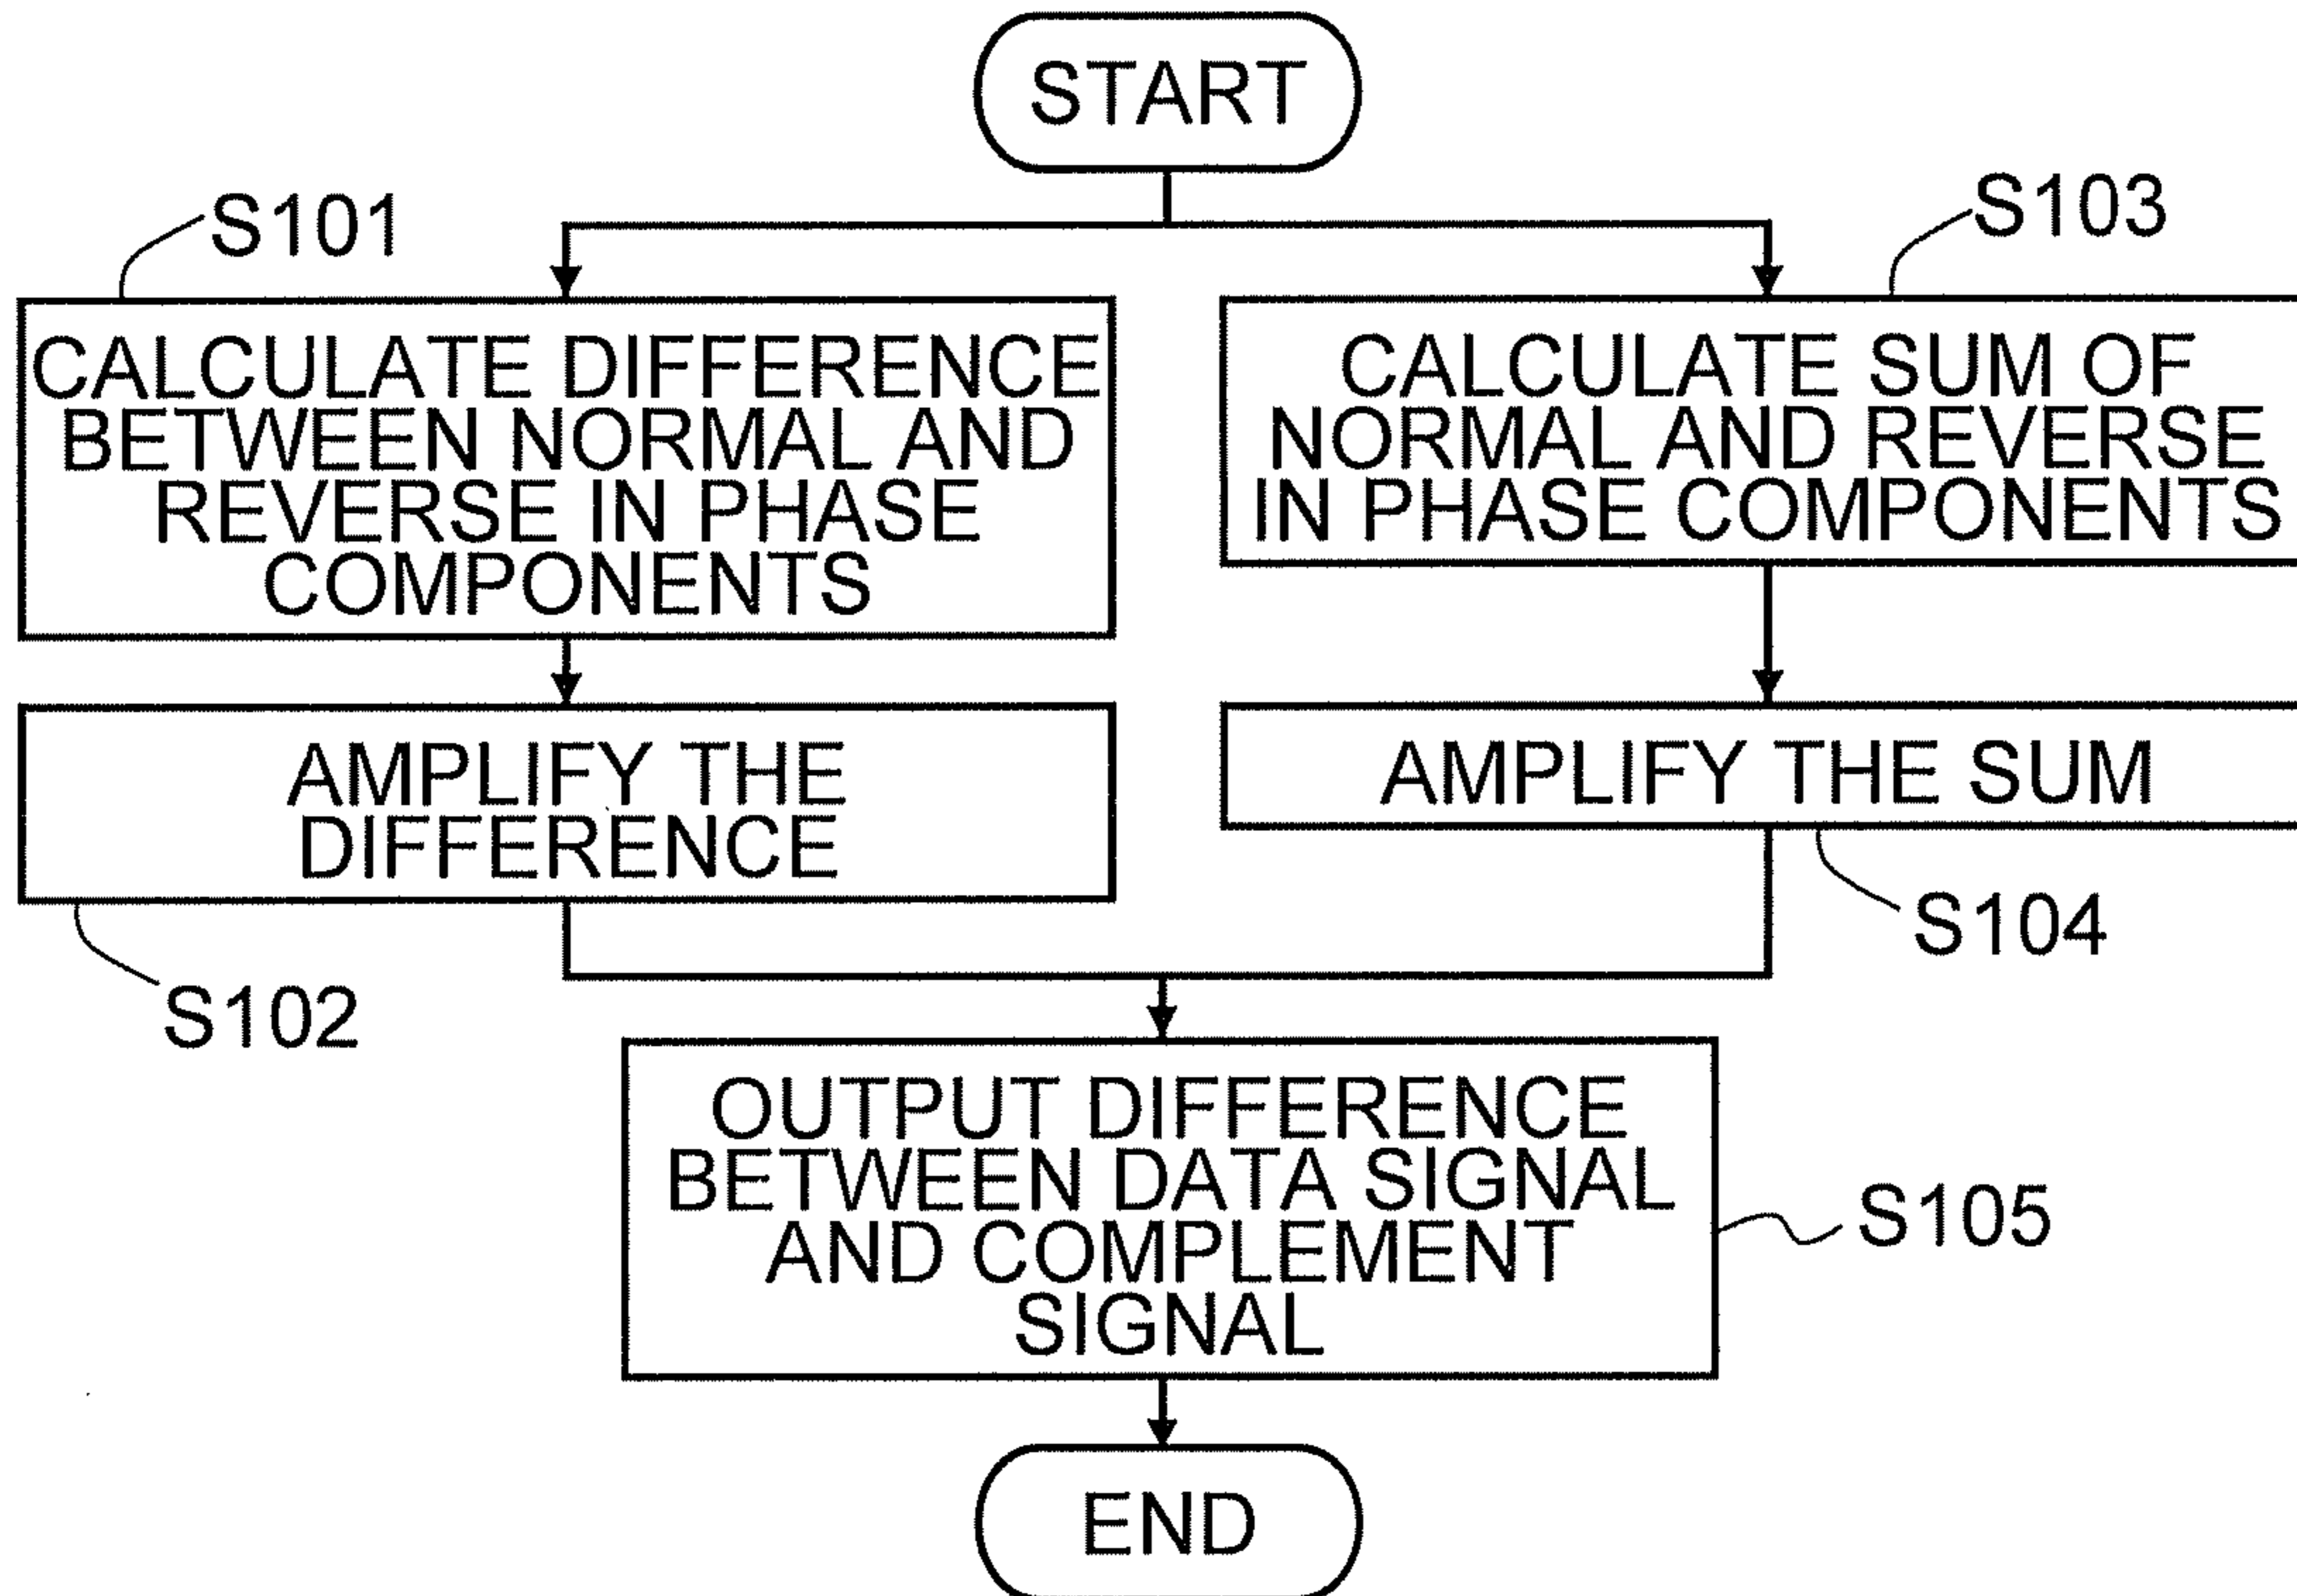 START
S101
CALCULATE DIFFERENCE
BETWEEN NORMAL AND
REVERSE IN PHASE
COMPONENTS
S103
CALCULATE SUM OF
NORMAL AND REVERSE
IN PHASE COMPONENTS
AMPLIFY THE
DIFFERENCE
S102
AMPLIFY THE SUM
S104
OUTPUT DIFFERENCE
BETWEEN DATA SIGNAL
AND COMPLEMENT
SIGNAL
S105
END